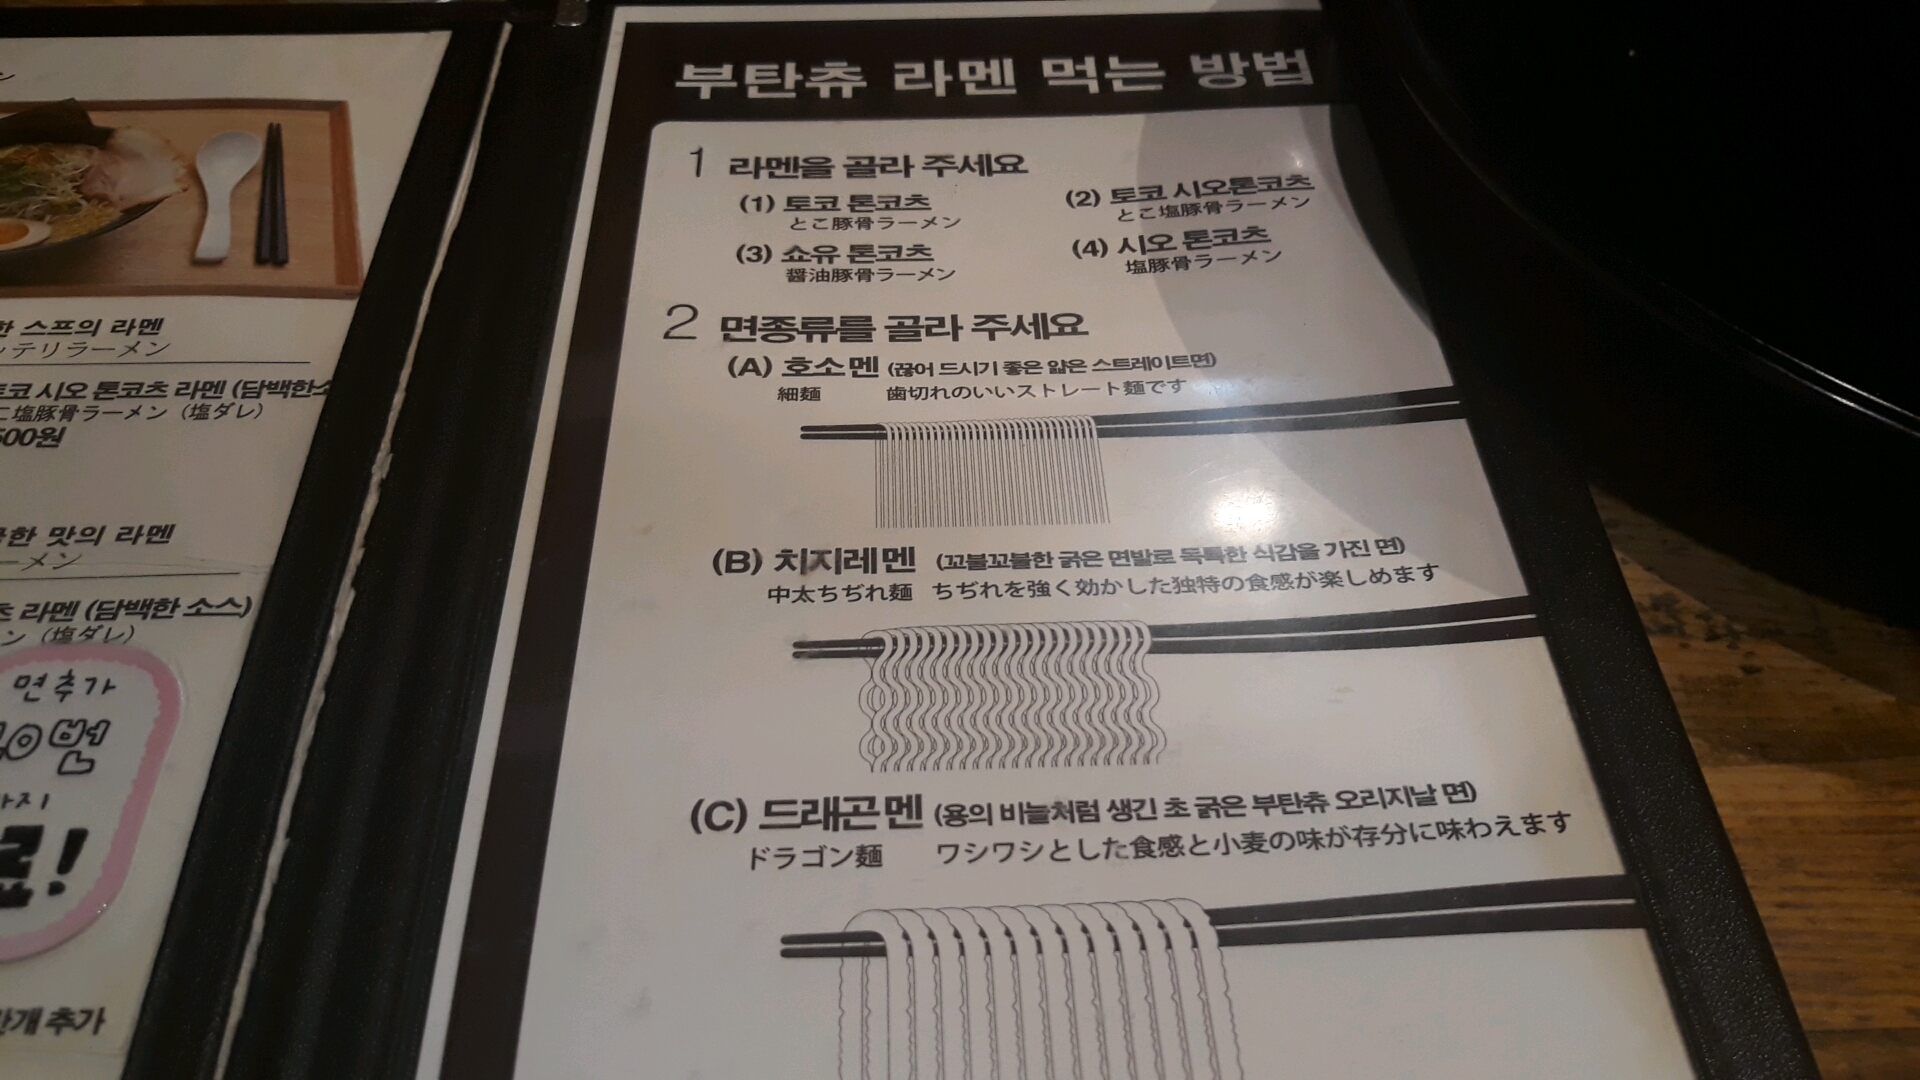 한 스프의 라멘
ッテリラーメン
토코 시오 톤코츠 라멘 (담백한소
こ塩豚骨ラーメン（塩ダレ）
500원
한 맛의 라멘
ーメン
츠 라멘 (담백한 소스)
ン（塩ダレ）
면추가
번
까지
료!
추가
부탄츄 라멘 먹는 방법
1 라멘을 골라 주세요
(1) 토코 톤코츠
とこ豚骨ラーメン
(2) 토코 시오톤코츠
とこ塩豚骨ラーメン
(3) 쇼유 톤코츠
醤油豚骨ラーメン
(4) 시오 톤코츠
塩豚骨ラーメン
2 면종류를 골라 주세요
(A) 호소멘 (끊어 드시기 좋은 얇은 스트레이트면)
細麺 歯切れのいいストレート麺です
(B) 치지레멘 (꼬불꼬불한 굵은 면발로 독특한 식감을 가진 면)
中太ちぢれ麺 ちぢれを強く効かした独特の食感が楽しめます
(C) 드래곤멘 (용의 비늘처럼 생긴 초 굵은 부탄츄 오리지날 면)
ドラゴン麺 ワシワシとした食感と小麦の味が存分に味わえます